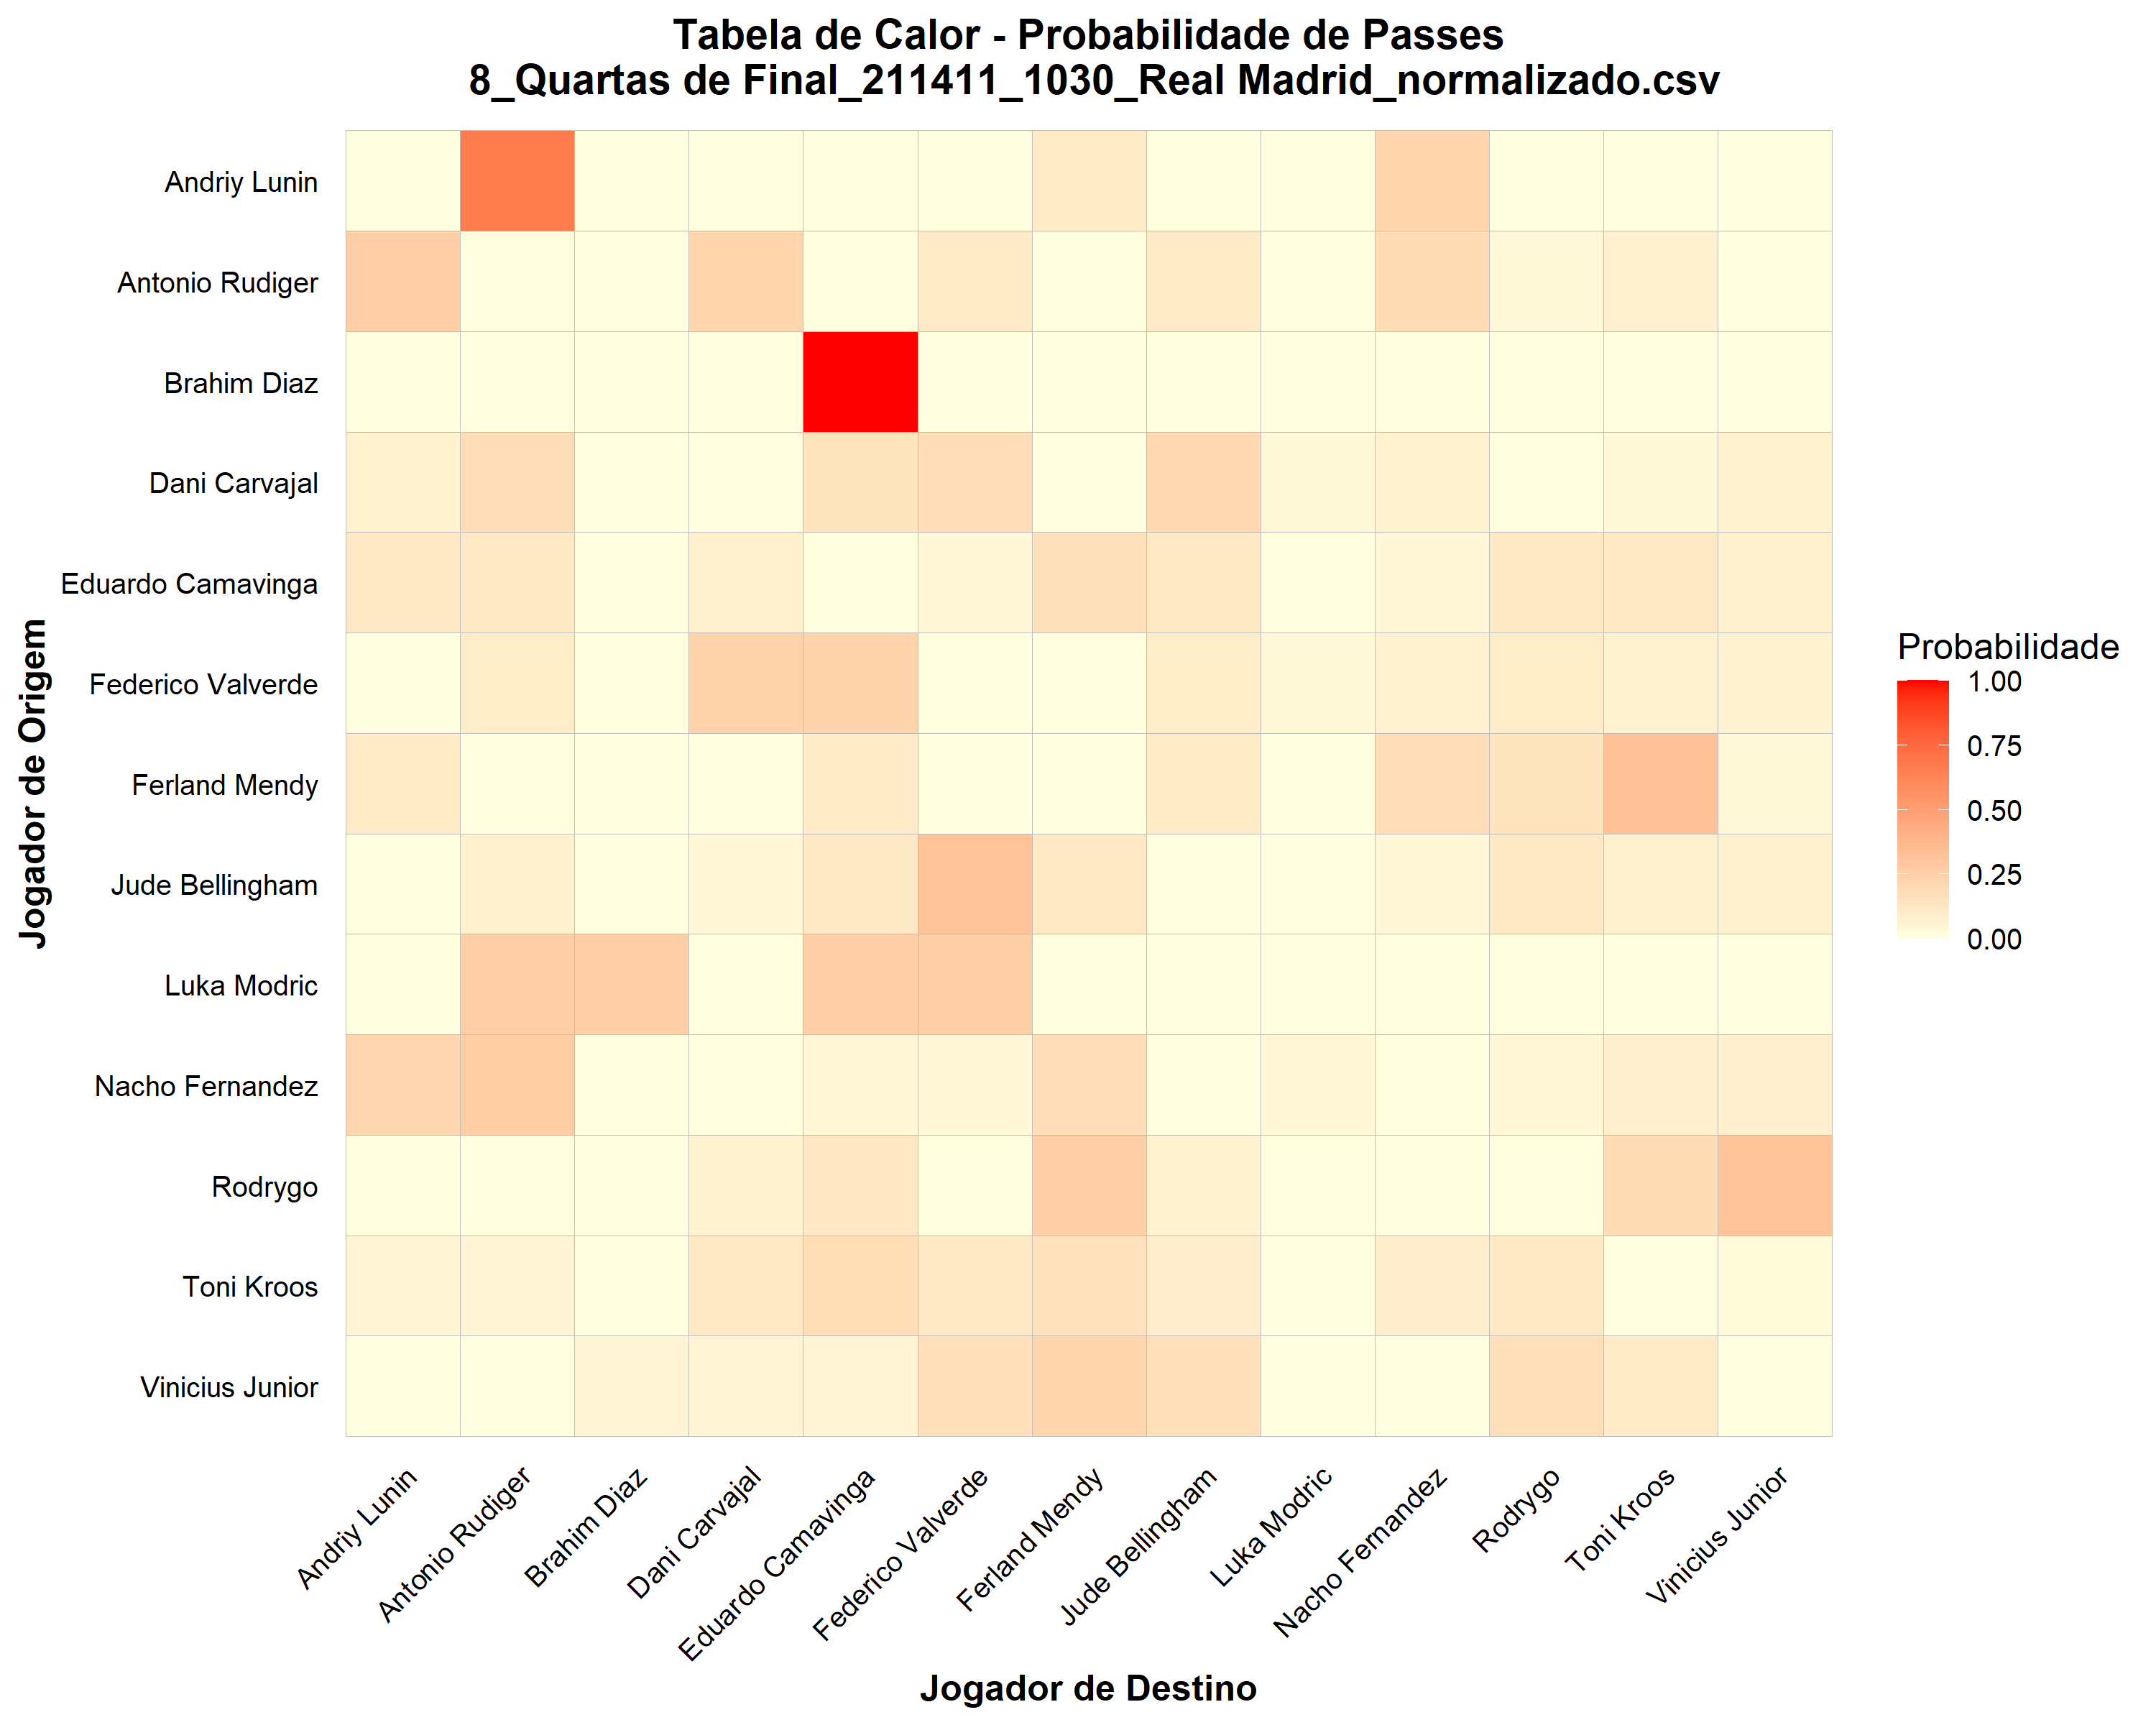 Tabela de Calor - Probabilidade de Passes
8_Quartas de Final_211411_1030_Real Madrid_normalizado.csv
Jogador de Origem
Andriy Lunin
Antonio Rudiger
Brahim Diaz
Dani Carvajal
Eduardo Camavinga
Federico Valverde
Ferland Mendy
Jude Bellingham
Luka Modric
Nacho Fernandez
Rodrygo
Toni Kroos
Vinicius Junior
Probabilidade
1.00
0.75
0.50
0.25
0.00
Andriy Lunin
Antonio Rudiger
Brahim Diaz
Dani Carvajal
Eduardo Camavinga
Federico Valverde
Ferland Mendy
Jude Bellingham
Luka Modric
Nacho Fernandez
Rodrygo
Toni Kroos
Vinicius Junior
Jogador de Destino